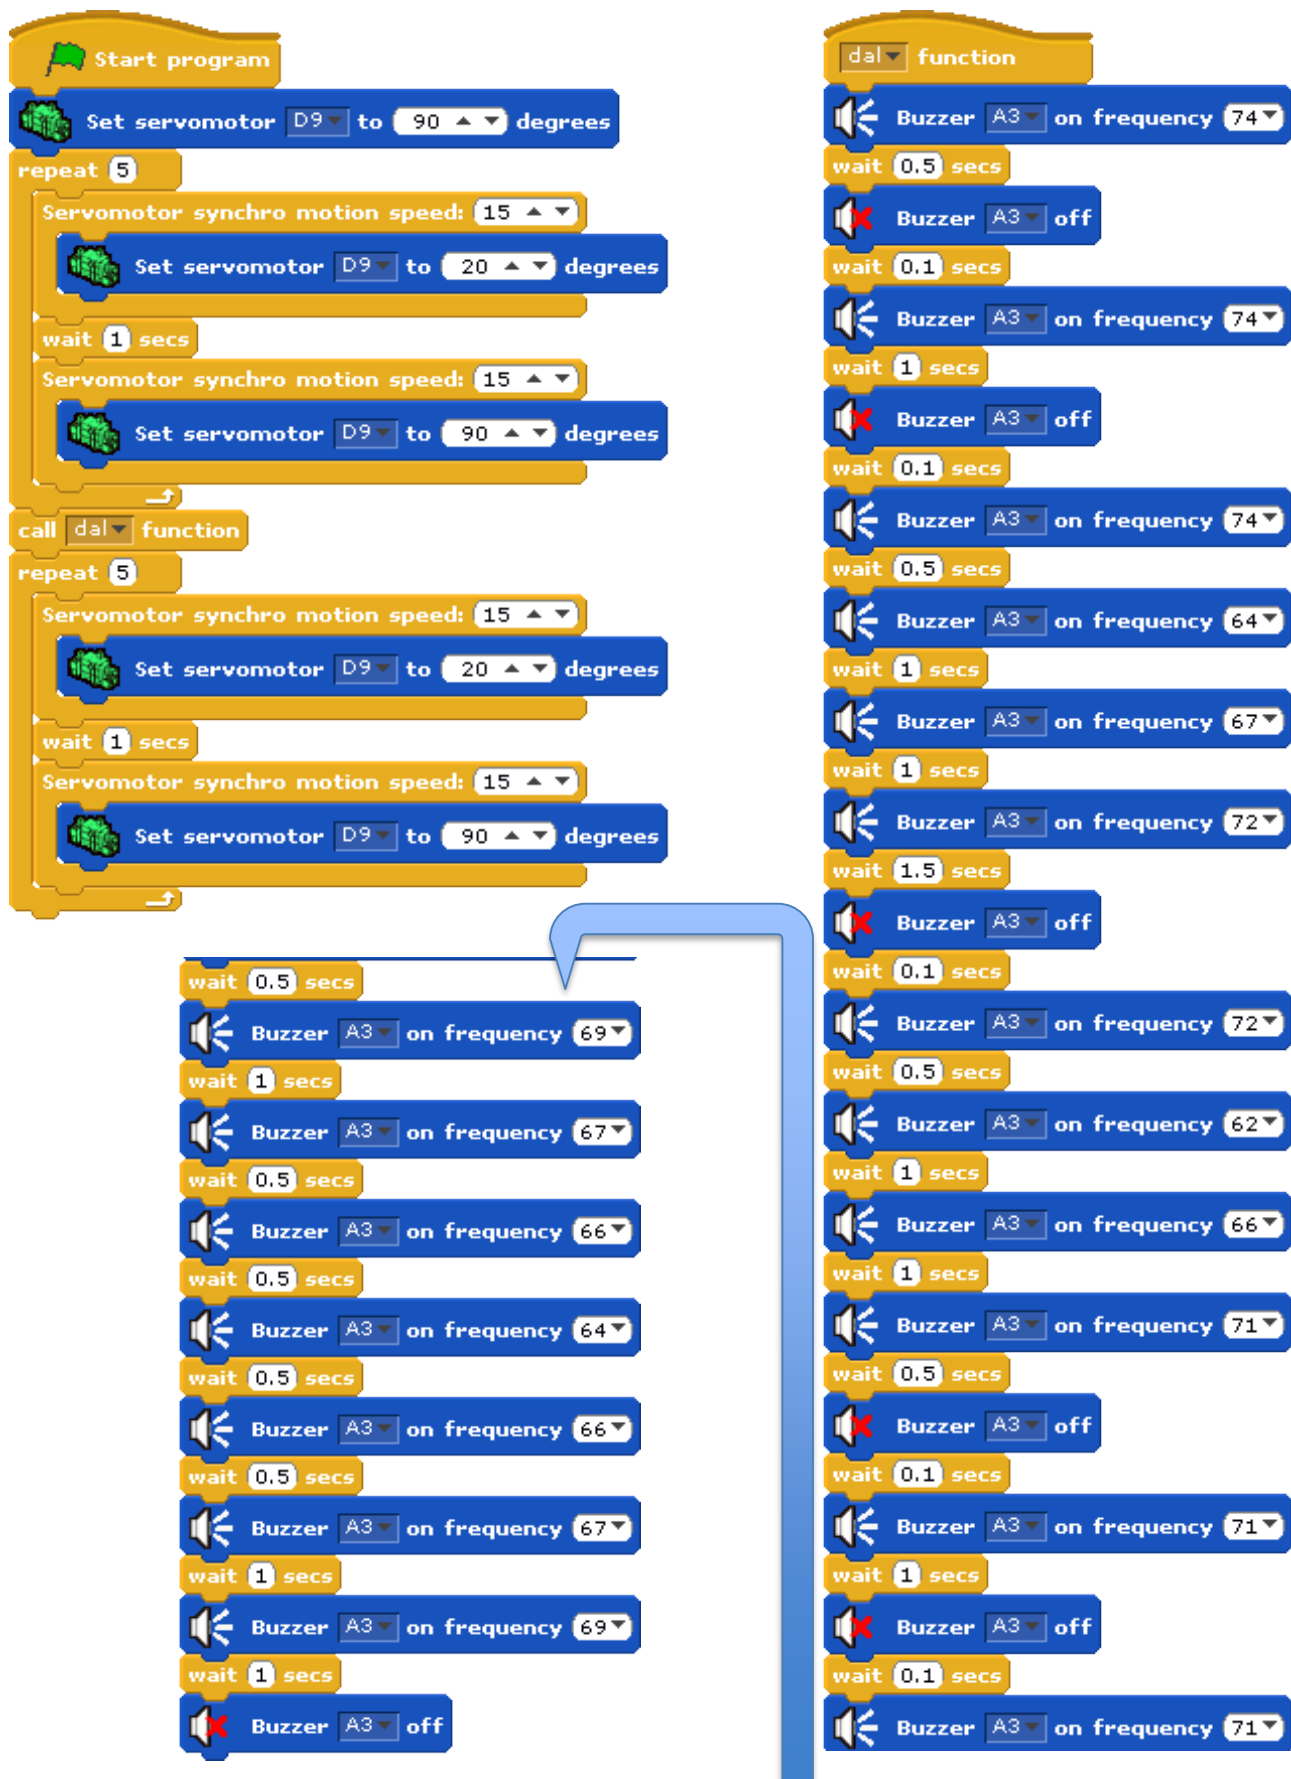 Start program
Set servomotor D9 to 90 degrees
repeat 5
Servomotor synchro motion speed: 15
Set servomotor D9 to 20 degrees
wait 1 secs
Servomotor synchro motion speed: 15
Set servomotor D9 to 90 degrees
call dal function
repeat 5
Servomotor synchro motion speed: 15
Set servomotor D9 to 20 degrees
wait 1 secs
Servomotor synchro motion speed: 15
Set servomotor D9 to 90 degrees
dal function
Buzzer A3 on frequency 74
wait 0.5 secs
Buzzer A3 off
wait 0.1 secs
Buzzer A3 on frequency 74
wait 1 secs
Buzzer A3 off
wait 0.1 secs
Buzzer A3 on frequency 74
wait 0.5 secs
Buzzer A3 on frequency 64
wait 1 secs
Buzzer A3 on frequency 67
wait 1 secs
Buzzer A3 on frequency 72
wait 1.5 secs
Buzzer A3 off
wait 0.1 secs
Buzzer A3 on frequency 72
wait 0.5 secs
Buzzer A3 on frequency 62
wait 1 secs
Buzzer A3 on frequency 66
wait 1 secs
Buzzer A3 on frequency 71
wait 0.5 secs
Buzzer A3 off
wait 0.1 secs
Buzzer A3 on frequency 71
wait 1 secs
Buzzer A3 off
wait 0.1 secs
Buzzer A3 on frequency 71
wait 0.5 secs
Buzzer A3 on frequency 69
wait 1 secs
Buzzer A3 on frequency 67
wait 0.5 secs
Buzzer A3 on frequency 66
wait 0.5 secs
Buzzer A3 on frequency 64
wait 0.5 secs
Buzzer A3 on frequency 66
wait 0.5 secs
Buzzer A3 on frequency 67
wait 1 secs
Buzzer A3 on frequency 69
wait 1 secs
Buzzer A3 off